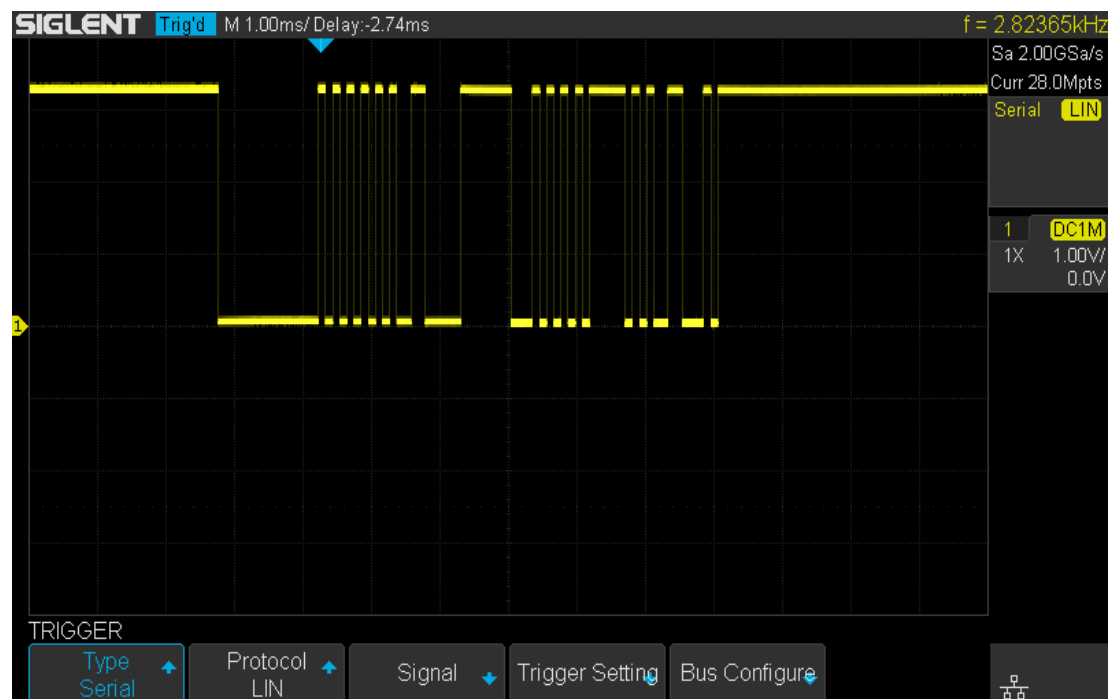 SIGLENT Trig'd M 1.00ms/ Delay:-2.74ms f = 2.82365kHz
Sa 2.00GSa/s
Curr 28.0Mpts
Serial LIN
1 DC1M
1X 1.00V/
0.0V
1
TRIGGER
Type Protocol Signal Trigger Setting Bus Configure
Serial LIN